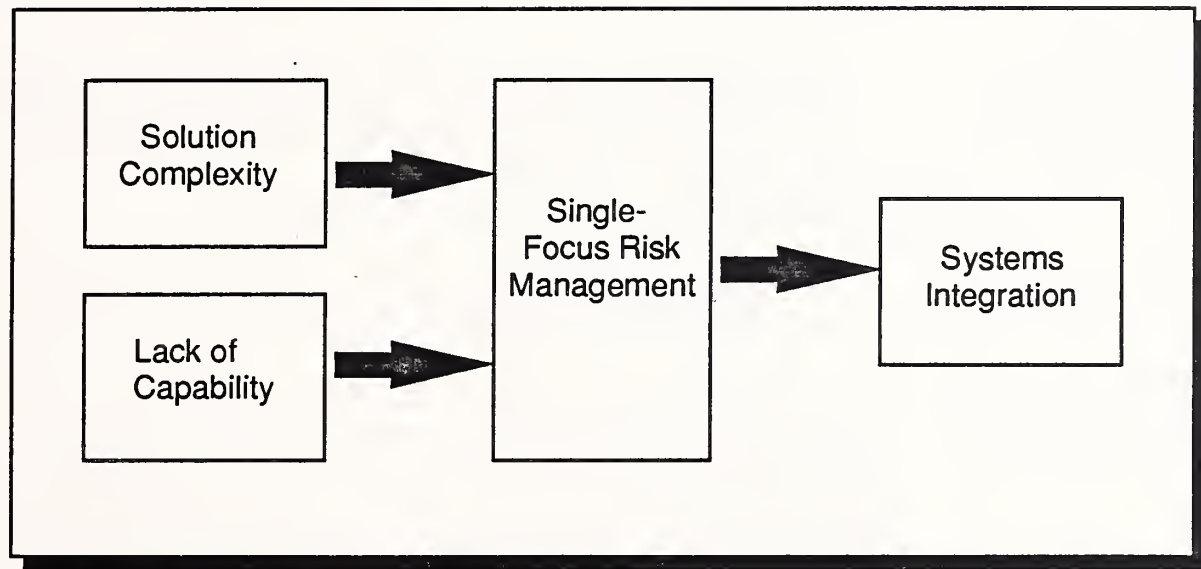 Solution
Complexity
Lack of
Capability
Single-
Focus Risk
Management
Systems
Integration